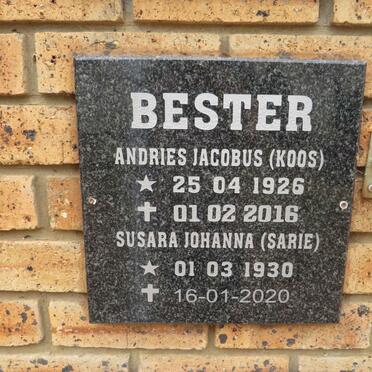 BESTER
ANDRIES JACOBUS (KOOS)
★ 25 04 1926
✝ 01 02 2016
SUSARA JOHANNA (SARIE)
★ 01 03 1930
✝ 16-01-2020